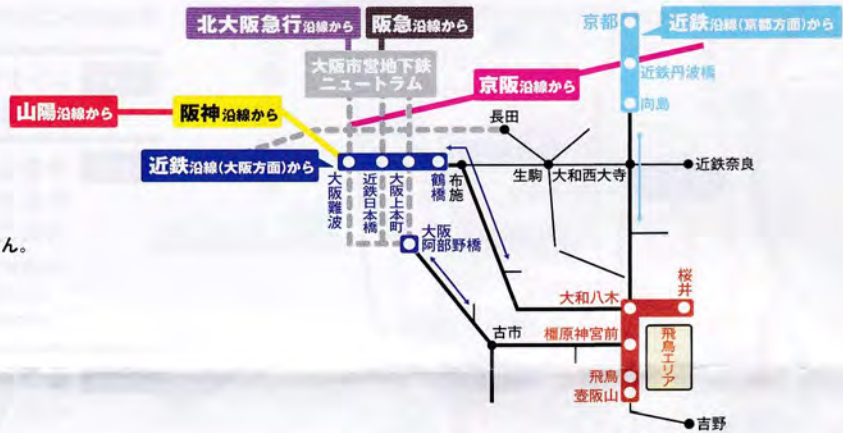 北大阪急行沿線から
阪急沿線から
京都
近鉄沿線(京都方面)から
大阪市営地下鉄
ニュートラム
近鉄丹波橋
京阪沿線から
向島
山陽沿線から
阪神沿線から
長田
近鉄沿線(大阪方面)から
大阪難波
近鉄日本橋
大阪上本町
鶴橋
布施
生駒
大和西大寺
近鉄奈良
ん。
大阪
阿部野橋
大和八木
桜井
古市
橿原神宮前
飛鳥エリア
飛鳥
壺阪山
吉野